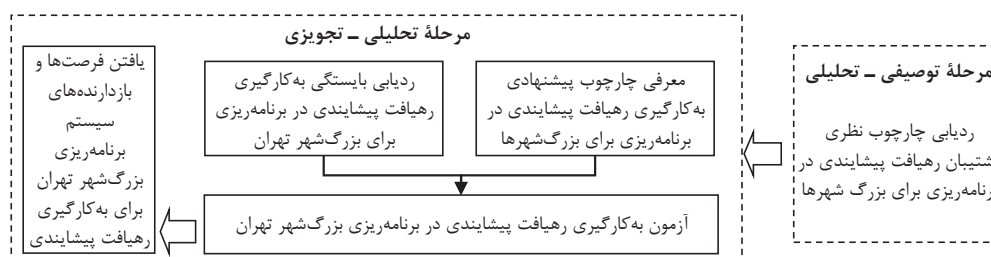 مرحلهٔ توصیفی ــ تحلیلی
ردیابی چارچوب نظری
پشتیبان رهیافت پیشایندی در
برنامه‌ریزی برای بزرگ شهرها
مرحلهٔ تحلیلی ــ تجویزی
معرفی چارچوب پیشنهادی
به‌کارگیری رهیافت پیشایندی در
برنامه‌ریزی برای بزرگ‌شهرها
ردیابی بایستگی به‌کارگیری
رهیافت پیشایندی در برنامه‌ریزی
برای بزرگ‌شهر تهران
آزمون به‌کارگیری رهیافت پیشایندی در برنامه‌ریزی بزرگ‌شهر تهران
یافتن فرصت‌ها و
بازدارنده‌های
سیستم
برنامه‌ریزی
بزرگ‌شهر تهران
برای به‌کارگیری
رهیافت پیشایندی